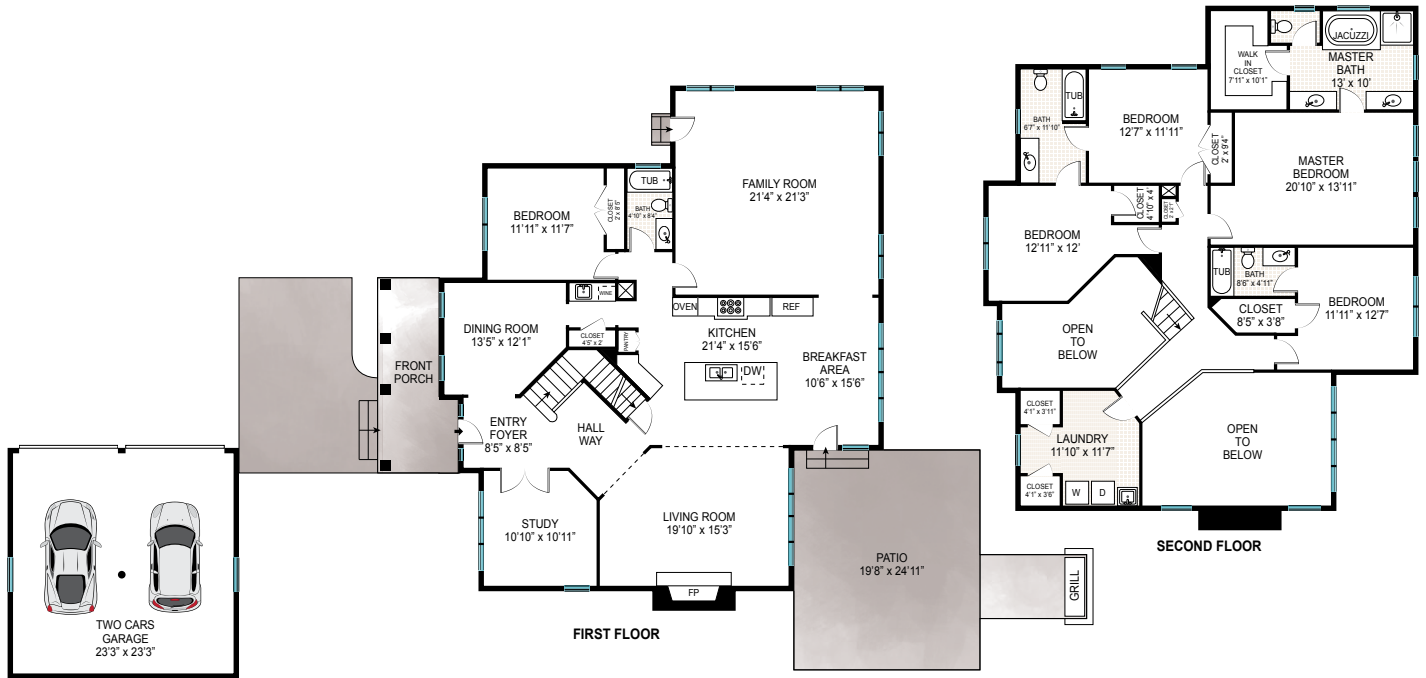 FAMILY ROOM
21'4" x 21'3"
BEDROOM
11'11" x 11'7"
CLOSET
2' x 8'5"
TUB
BATH
4'10" x 8'4"
WINE
DINING ROOM
13'5" x 12'1"
CLOSET
4'5" x 2'
PANTRY
OVEN
REF
KITCHEN
21'4" x 15'6"
DW
BREAKFAST
AREA
10'6" x 15'6"
FRONT
PORCH
ENTRY
FOYER
8'5" x 8'5"
HALL
WAY
STUDY
10'10" x 10'11"
LIVING ROOM
19'10" x 15'3"
FP
PATIO
19'8" x 24'11"
GRILL
TWO CARS
GARAGE
23'3" x 23'3"
FIRST FLOOR
WALK
IN
CLOSET
7'11" x 10'1"
JACUZZI
MASTER
BATH
13' x 10'
TUB
BATH
6'7" x 11'10"
BEDROOM
12'7" x 11'11"
CLOSET
2' x 9'4"
MASTER
BEDROOM
20'10" x 13'11"
CLOSET
4'10" x 4'
CLOSET
BEDROOM
12'11" x 12'
TUB
BATH
8'6" x 4'11"
CLOSET
8'5" x 3'8"
BEDROOM
11'11" x 12'7"
OPEN
TO
BELOW
CLOSET
4'1" x 3'11"
LAUNDRY
11'10" x 11'7"
CLOSET
4'1" x 3'6"
W
D
OPEN
TO
BELOW
SECOND FLOOR